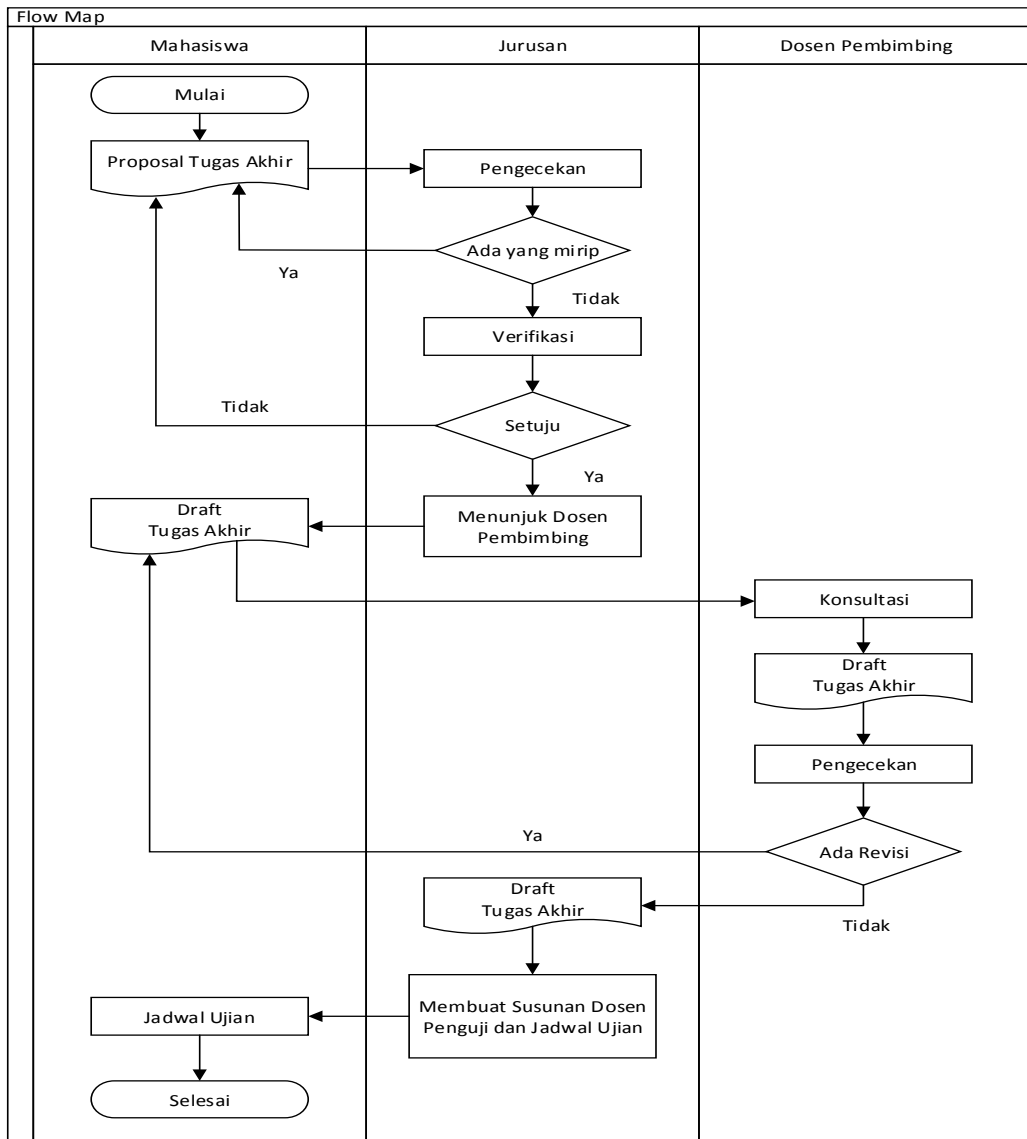 Flow Map
Mahasiswa
Jurusan
Dosen Pembimbing
Mulai
Proposal Tugas Akhir
Pengecekan
Ada yang mirip
Ya
Tidak
Verifikasi
Tidak
Setuju
Ya
Draft
Tugas Akhir
Menunjuk Dosen
Pembimbing
Konsultasi
Draft
Tugas Akhir
Pengecekan
Ya
Ada Revisi
Draft
Tugas Akhir
Tidak
Jadwal Ujian
Membuat Susunan Dosen
Penguji dan Jadwal Ujian
Selesai